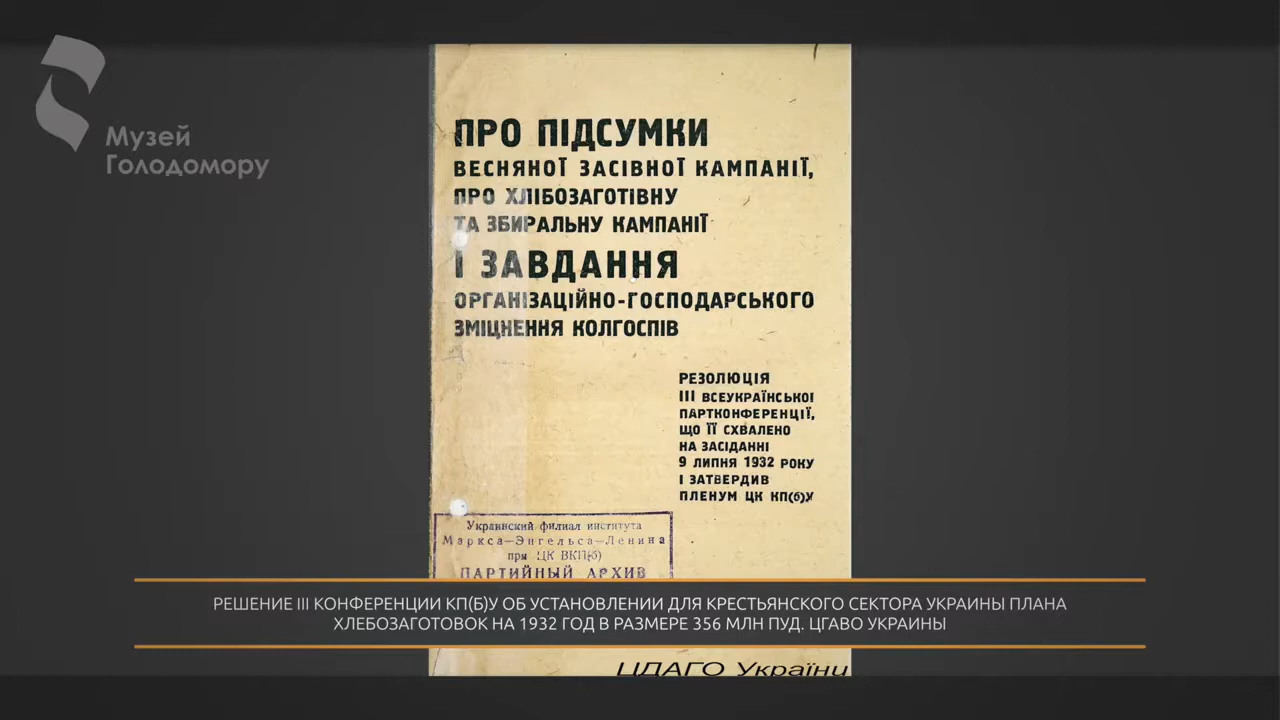 Музей
Голодомору
ПРО ПІДСУМКИ
ВЕСНЯНОЇ ЗАСІВНОЇ КАМПАНІЇ,
ПРО ХЛІБОЗАГОТІВНУ
ТА ЗБИРАЛЬНУ КАМПАНІЇ
І ЗАВДАННЯ
ОРГАНІЗАЦІЙНО-ГОСПОДАРСЬКОГО
ЗМІЦНЕННЯ КОЛГОСПІВ
РЕЗОЛЮЦІЯ
ІІІ ВСЕУКРАЇНСЬКОЇ
ПАРТКОНФЕРЕНЦІЇ,
ЩО ЇЇ СХВАЛЕНО
НА ЗАСІДАННІ
9 ЛИПНЯ 1932 РОКУ
І ЗАТВЕРДИВ
ПЛЕНУМ ЦК КП(б)У
Украинский филиал института
Маркса—Энгельса—Ленина
при ЦК ВКП(б)
ПАРТИЙНЫЙ АРХИВ
РЕШЕНИЕ III КОНФЕРЕНЦИИ КП(Б)У ОБ УСТАНОВЛЕНИИ ДЛЯ КРЕСТЬЯНСКОГО СЕКТОРА УКРАИНЫ ПЛАНА
ХЛЕБОЗАГОТОВОК НА 1932 ГОД В РАЗМЕРЕ 356 МЛН ПУД. ЦГАВО УКРАИНЫ
ЦДАГО України